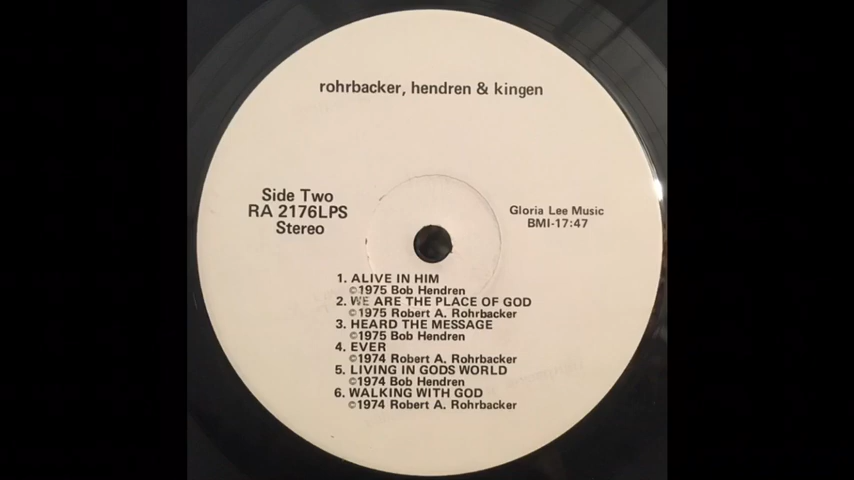 rohrbacker, hendren & kingen
Side Two
RA 2176LPS
Stereo
Gloria Lee Music
BMI-17:47
1. ALIVE IN HIM
©1975 Bob Hendren
2. WE ARE THE PLACE OF GOD
©1975 Robert A. Rohrbacker
3. HEARD THE MESSAGE
©1975 Bob Hendren
4. EVER
©1974 Robert A. Rohrbacker
5. LIVING IN GODS WORLD
©1974 Bob Hendren
6. WALKING WITH GOD
©1974 Robert A. Rohrbacker